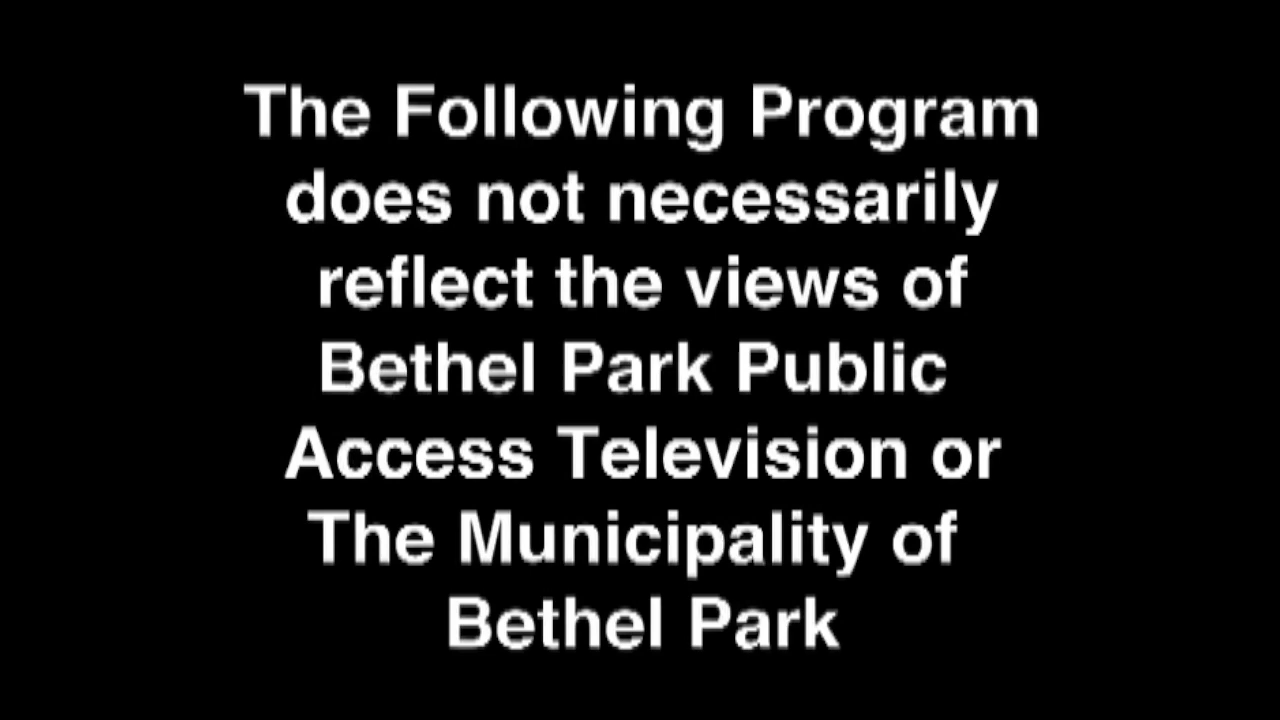 The Following Program
does not necessarily
reflect the views of
Bethel Park Public
Access Television or
The Municipality of
Bethel Park